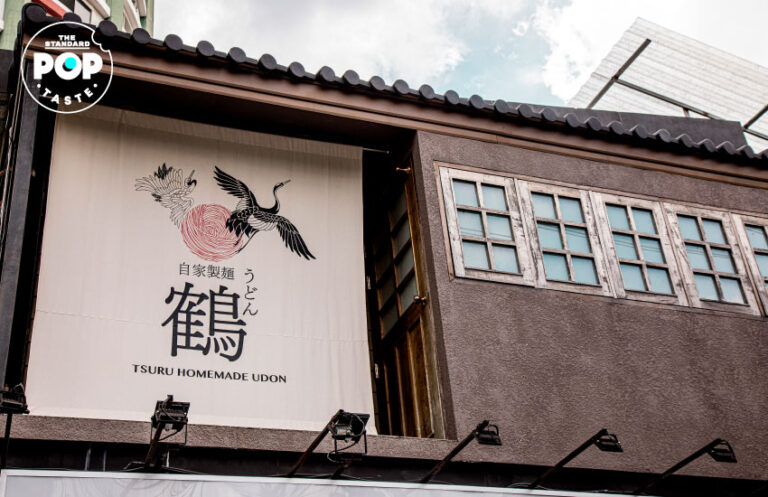 THE
STANDARD
POP
TASTE
自家製麺
うどん
鶴
TSURU HOMEMADE UDON